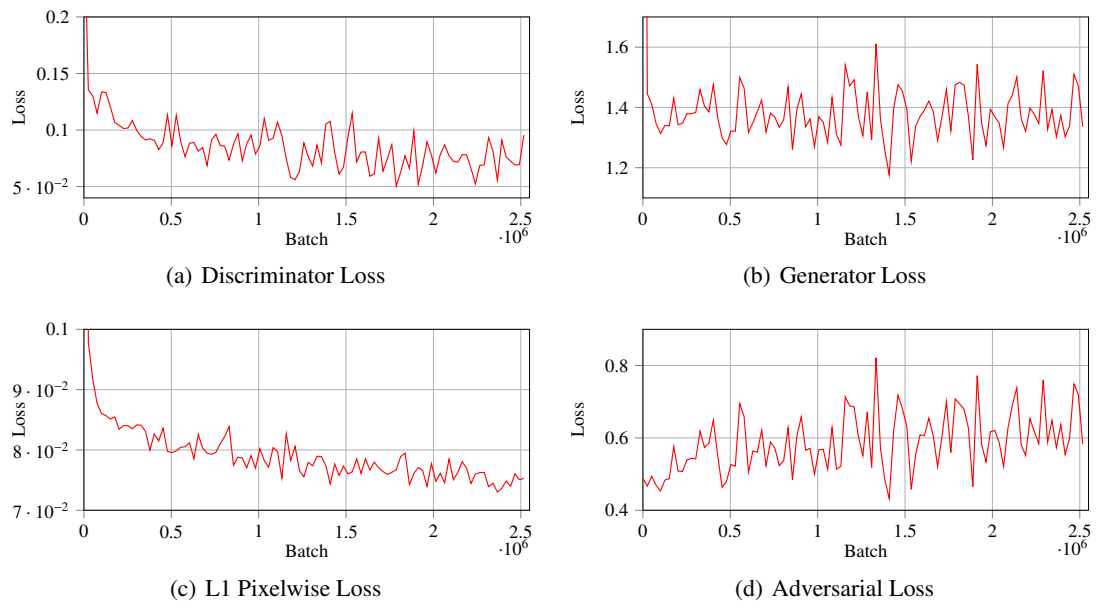 0.2
0.15
0.1
5 · 10⁻²
Loss
0 0.5 1 1.5 2 2.5
Batch
·10⁶
(a) Discriminator Loss
1.6
1.4
1.2
Loss
0 0.5 1 1.5 2 2.5
Batch
·10⁶
(b) Generator Loss
0.1
9 · 10⁻²
8 · 10⁻²
7 · 10⁻²
Loss
0 0.5 1 1.5 2 2.5
Batch
·10⁶
(c) L1 Pixelwise Loss
0.8
0.6
0.4
Loss
0 0.5 1 1.5 2 2.5
Batch
·10⁶
(d) Adversarial Loss